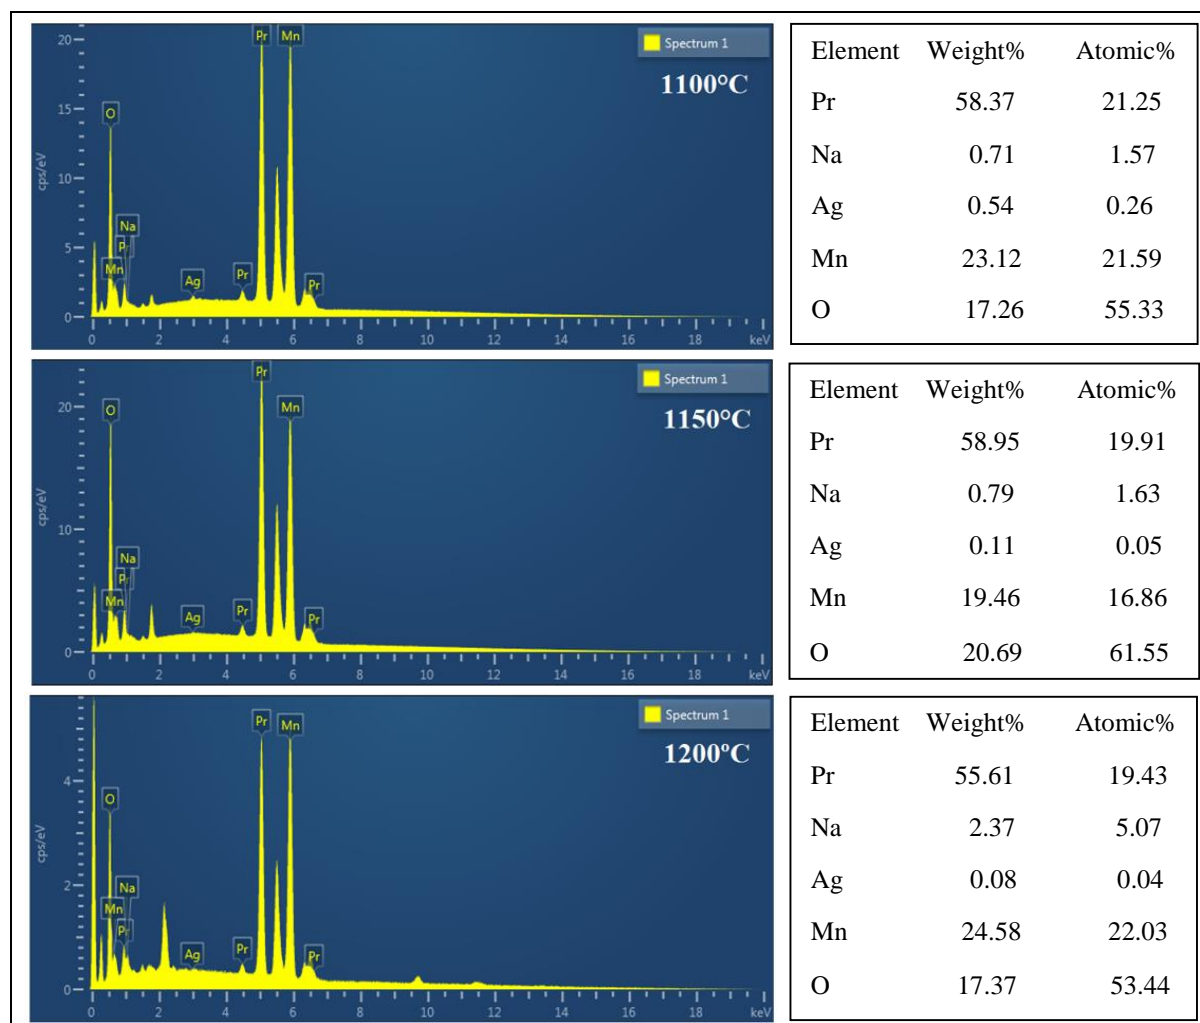 Spectrum 1
1100°C
20
15
10
5
0
cps/eV
O
Na
Pr
Mn
Ag
Pr
Pr
Mn
Pr
0 2 4 6 8 10 12 14 16 18 keV
Element Weight% Atomic%
Pr 58.37 21.25
Na 0.71 1.57
Ag 0.54 0.26
Mn 23.12 21.59
O 17.26 55.33
Spectrum 1
1150°C
20
10
0
cps/eV
O
Na
Pr
Mn
Ag
Pr
Pr
Mn
Pr
0 2 4 6 8 10 12 14 16 18 keV
Element Weight% Atomic%
Pr 58.95 19.91
Na 0.79 1.63
Ag 0.11 0.05
Mn 19.46 16.86
O 20.69 61.55
Spectrum 1
1200°C
4
2
0
cps/eV
O
Na
Mn
Pr
Ag
Pr
Pr
Mn
Pr
0 2 4 6 8 10 12 14 16 18 keV
Element Weight% Atomic%
Pr 55.61 19.43
Na 2.37 5.07
Ag 0.08 0.04
Mn 24.58 22.03
O 17.37 53.44